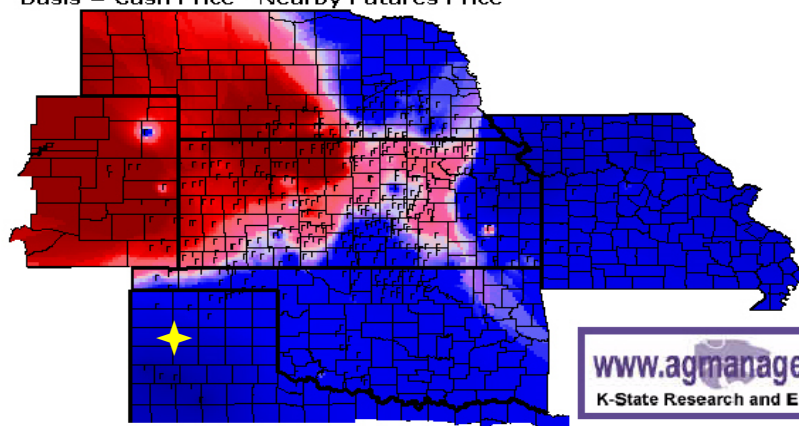 Basis = Cash Price - Nearby Futures Price
www.agmanage
K-State Research and E